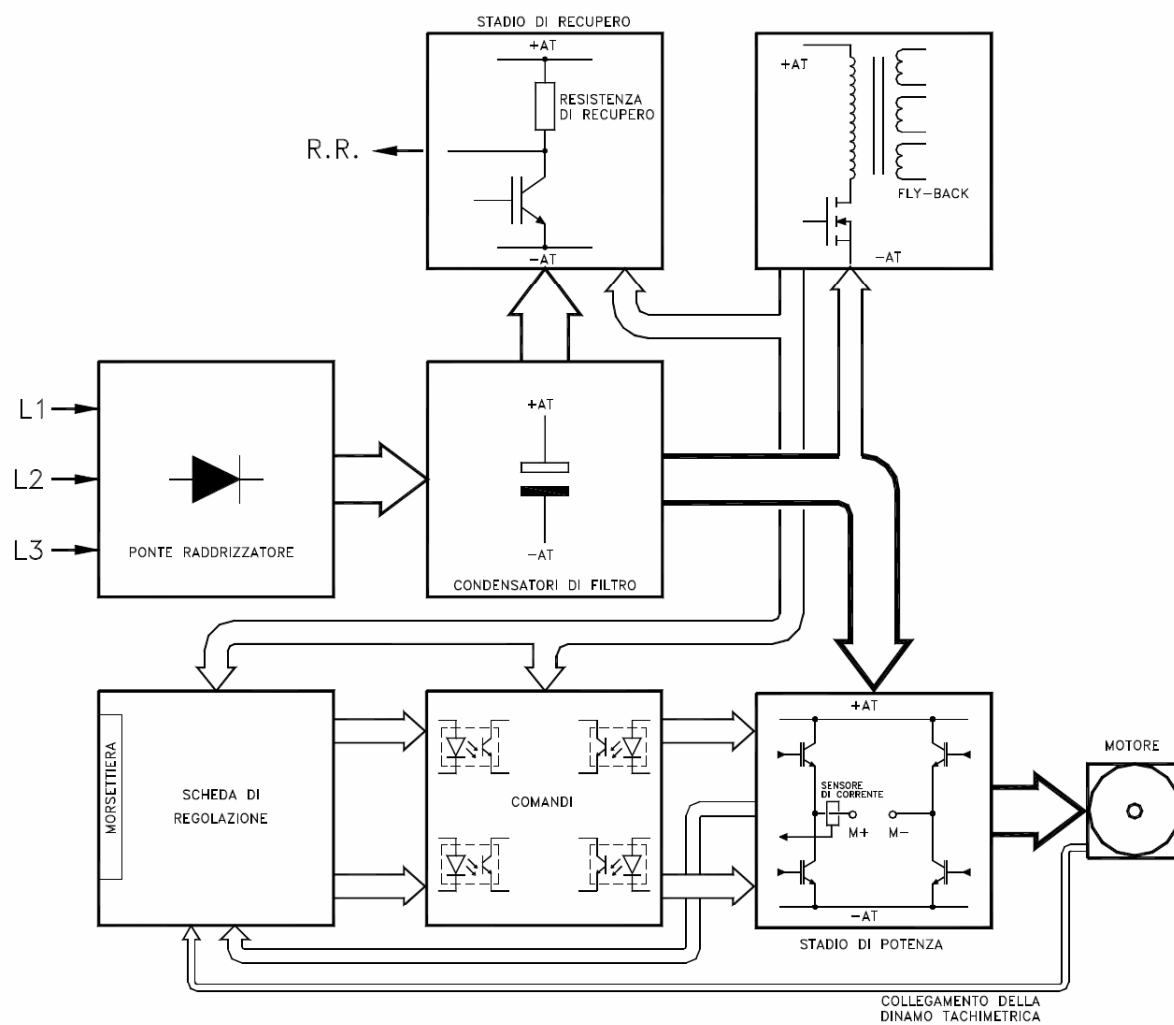 STADIO DI RECUPERO
+AT
RESISTENZA
DI RECUPERO
R.R.
-AT
+AT
FLY-BACK
-AT
L1
L2
L3
PONTE RADDRIZZATORE
+AT
-AT
CONDENSATORI DI FILTRO
MORSETTIERA
SCHEDA DI
REGOLAZIONE
COMANDI
+AT
SENSORE
DI CORRENTE
M+
M-
-AT
STADIO DI POTENZA
MOTORE
COLLEGAMENTO DELLA
DINAMO TACHIMETRICA